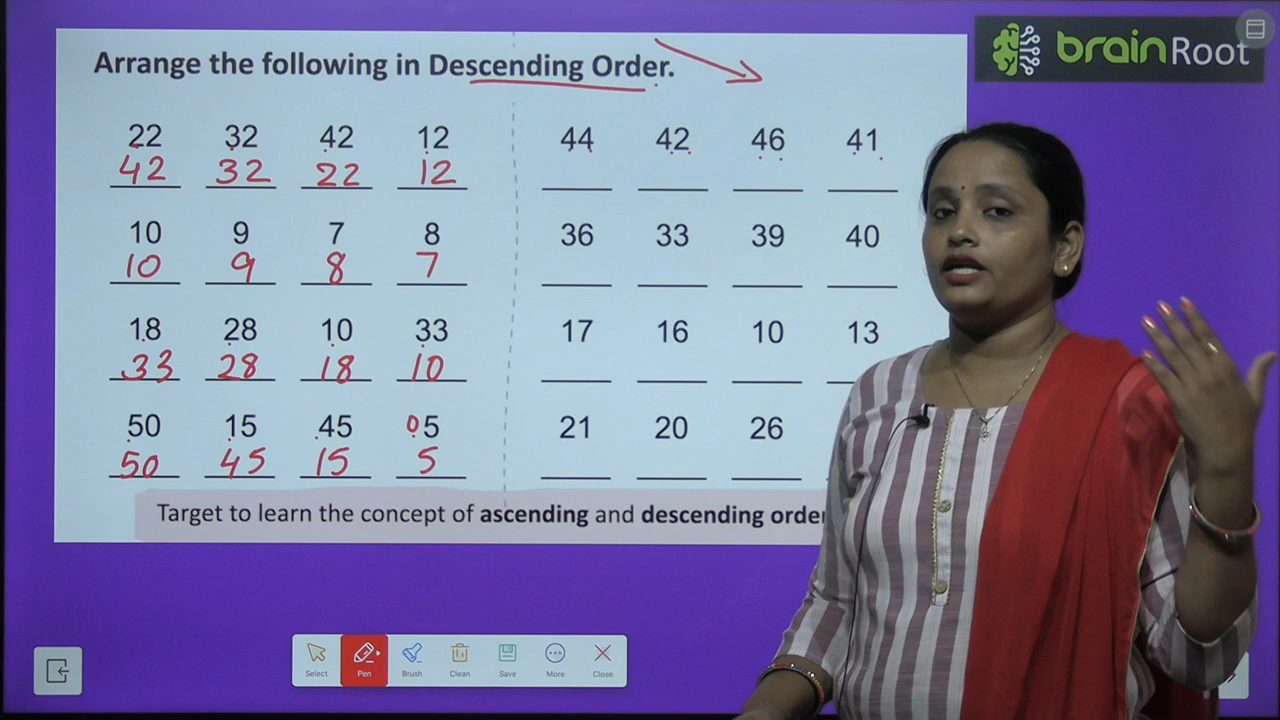 brainRoot
Arrange the following in Descending Order.
22 32 42 12
42 32 22 12
10 9 7 8
10 9 8 7
18 28 10 33
33 28 18 10
50 15 45 05
50 45 15 5
44 42 46 41
36 33 39 40
17 16 10 13
21 20 26
Target to learn the concept of ascending and descending order
Select Pen Brush Clean Save More Close